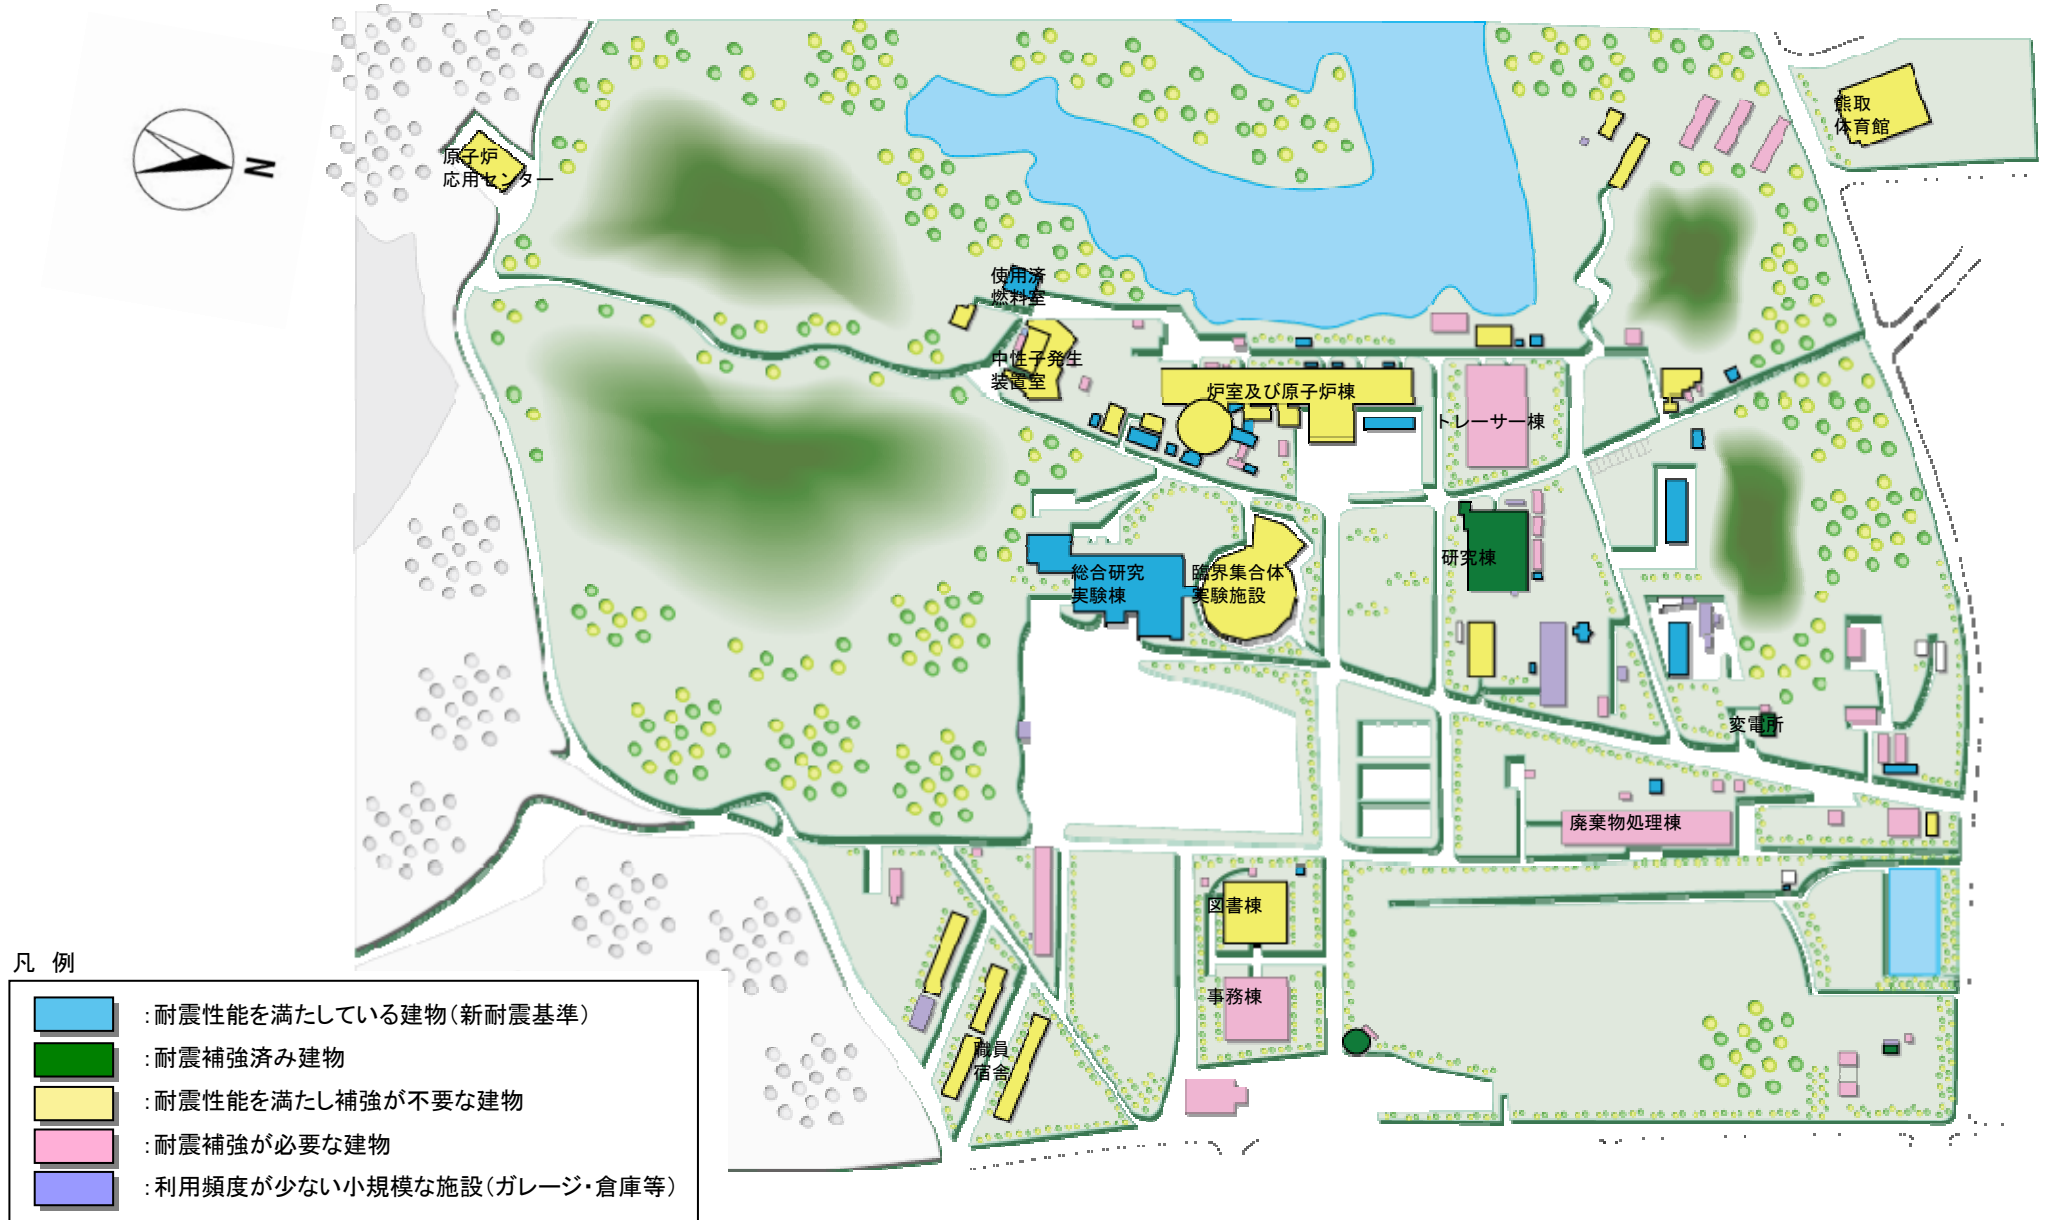 熊取
体育館
原子炉
応用センター
N
使用済
燃料室
中性子発生
装置室
炉室及び原子炉棟
トレーサー棟
研究棟
総合研究
実験棟
臨界集合体
実験施設
変電所
廃棄物処理棟
図書棟
事務棟
職員
宿舎
凡 例
:耐震性能を満たしている建物(新耐震基準)
:耐震補強済み建物
:耐震性能を満たし補強が不要な建物
:耐震補強が必要な建物
:利用頻度が少ない小規模な施設(ガレージ・倉庫等)